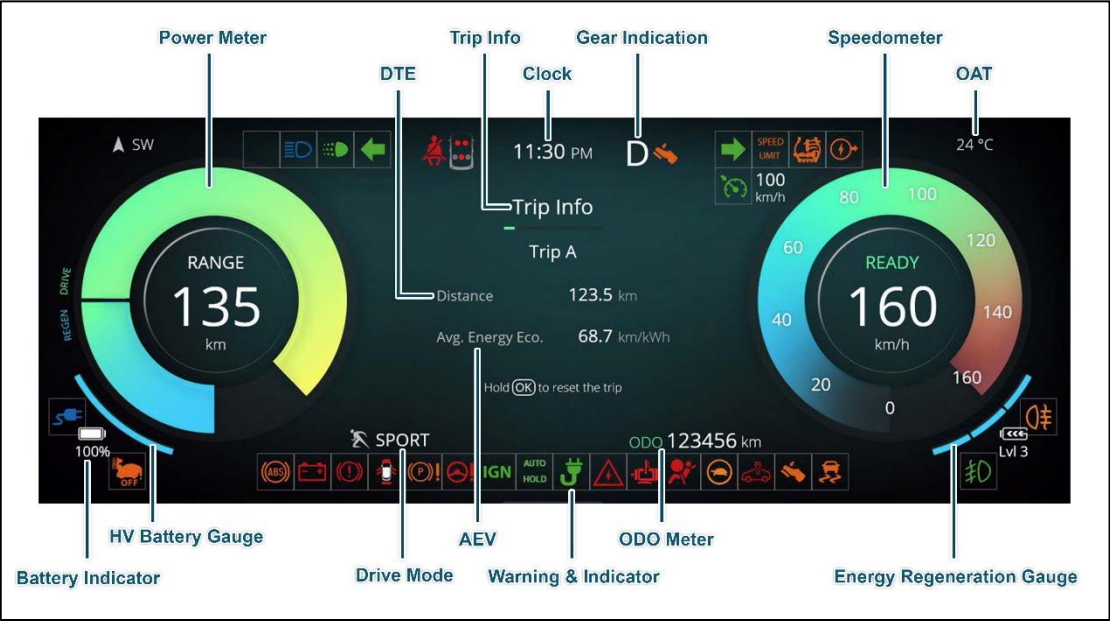 Power Meter
Trip Info
Gear Indication
Speedometer
DTE
Clock
OAT
SW
11:30 PM
D
SPEED
LIMIT
24 °C
100
km/h
Trip Info
Trip A
RANGE
135
km
DRIVE
REGEN
Distance 123.5 km
Avg. Energy Eco. 68.7 km/kWh
Hold OK to reset the trip
READY
160
km/h
0
20
40
60
80
100
120
140
160
100%
OFF
SPORT
ODO 123456 km
Lvl 3
ABS
P
IGN
AUTO
HOLD
HV Battery Gauge
AEV
ODO Meter
Battery Indicator
Drive Mode
Warning & Indicator
Energy Regeneration Gauge